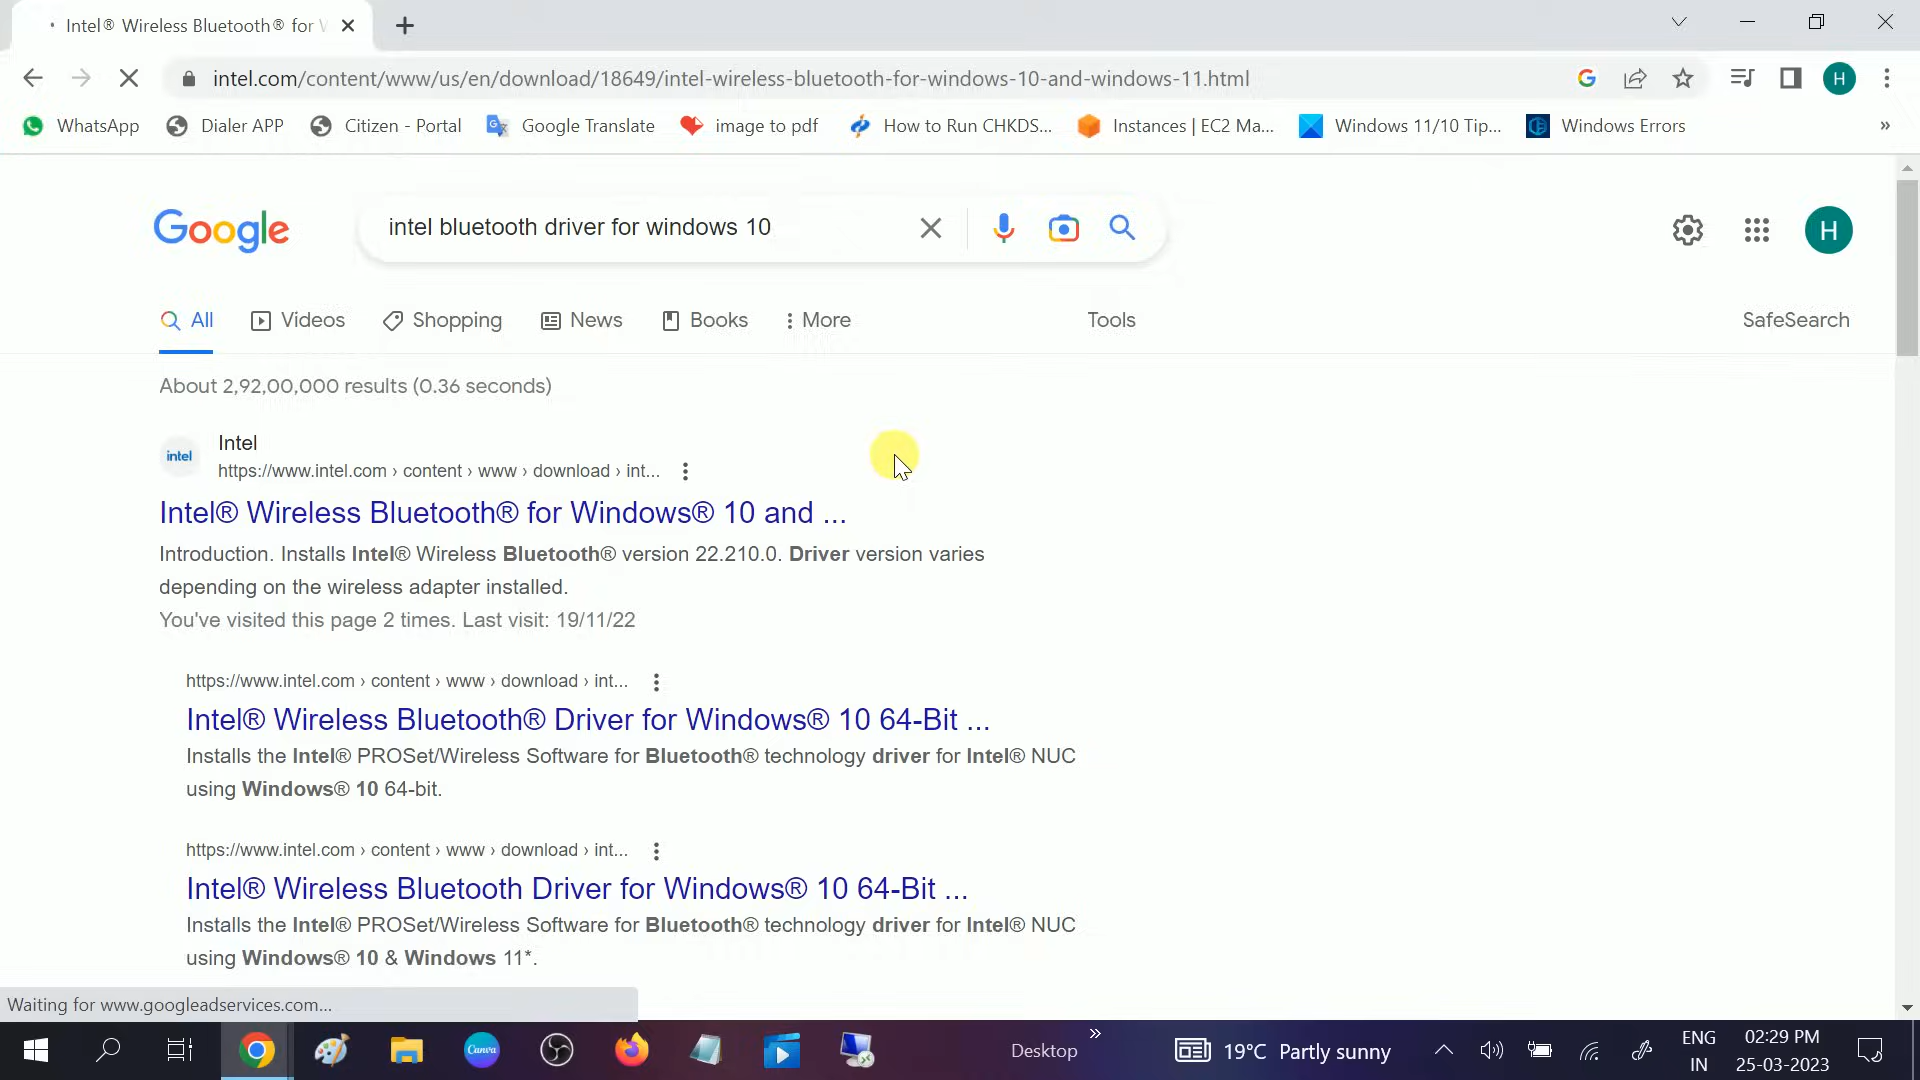 Intel® Wireless Bluetooth® for W
intel.com/content/www/us/en/download/18649/intel-wireless-bluetooth-for-windows-10-and-windows-11.html
H
WhatsApp
Dialer APP
Citizen - Portal
Google Translate
image to pdf
How to Run CHKDS...
Instances | EC2 Ma...
Windows 11/10 Tip...
Windows Errors
»
Google
intel bluetooth driver for windows 10
H
All
Videos
Shopping
News
Books
More
Tools
SafeSearch
About 2,92,00,000 results (0.36 seconds)
intel
Intel
https://www.intel.com › content › www › download › int...
Intel® Wireless Bluetooth® for Windows® 10 and ...
Introduction. Installs Intel® Wireless Bluetooth® version 22.210.0. Driver version varies
depending on the wireless adapter installed.
You've visited this page 2 times. Last visit: 19/11/22
https://www.intel.com › content › www › download › int...
Intel® Wireless Bluetooth® Driver for Windows® 10 64-Bit ...
Installs the Intel® PROSet/Wireless Software for Bluetooth® technology driver for Intel® NUC
using Windows® 10 64-bit.
https://www.intel.com › content › www › download › int...
Intel® Wireless Bluetooth Driver for Windows® 10 64-Bit ...
Installs the Intel® PROSet/Wireless Software for Bluetooth® technology driver for Intel® NUC
using Windows® 10 & Windows 11*.
Waiting for www.googleadservices.com...
Canva
Desktop
»
19°C Partly sunny
ENG
IN
02:29 PM
25-03-2023